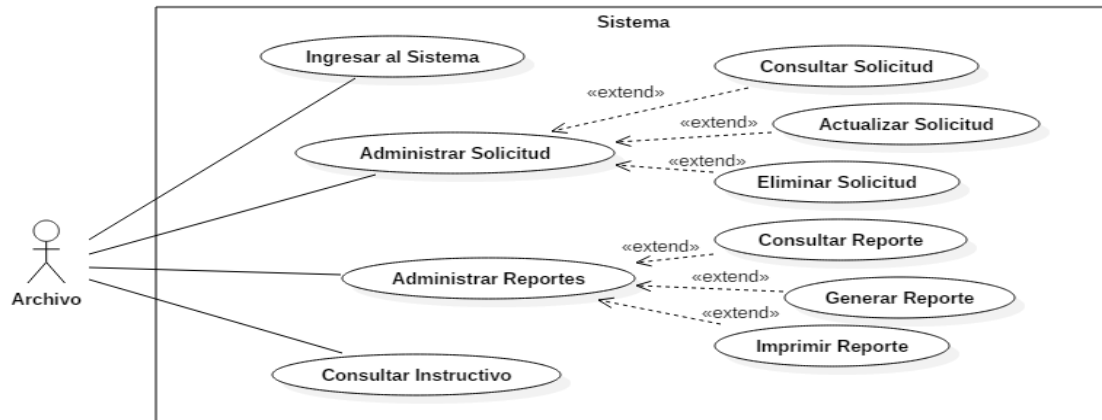 Sistema
Ingresar al Sistema
Consultar Solicitud
«extend»
Actualizar Solicitud
«extend»
Administrar Solicitud
«extend»
Eliminar Solicitud
Consultar Reporte
«extend»
Administrar Reportes
«extend»
Generar Reporte
Archivo
«extend»
Imprimir Reporte
Consultar Instructivo